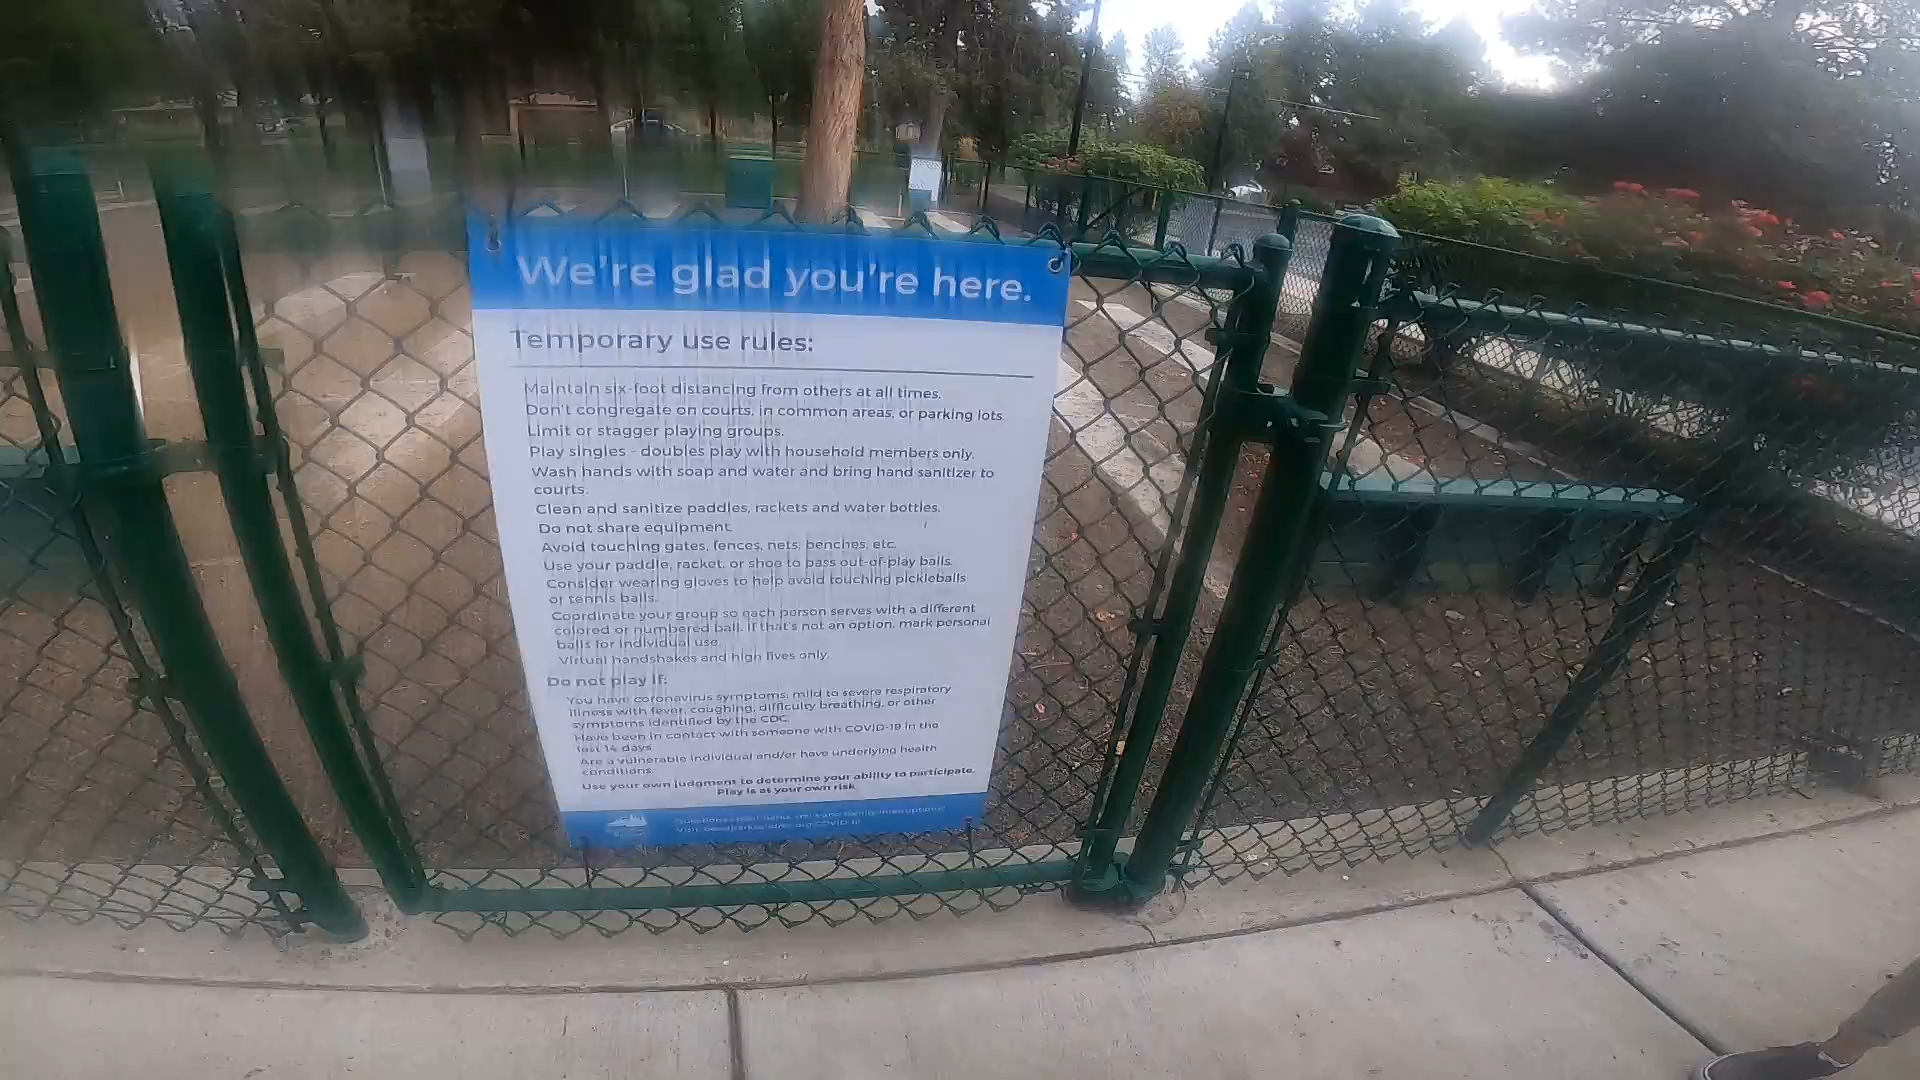 We're glad you're here.
Temporary use rules:
Maintain six-foot distancing from others at all times.
Don't congregate on courts, in common areas, or parking lots.
Limit or stagger playing groups.
Play singles - doubles play with household members only.
Wash hands with soap and water and bring hand sanitizer to
courts.
Clean and sanitize paddles, rackets and water bottles.
Do not share equipment.
Avoid touching gates, fences, nets, benches, etc.
Use your paddle, racket, or shoe to pass out-of-play balls.
Consider wearing gloves to help avoid touching pickleballs
or tennis balls.
Coordinate your group so each person serves with a different
colored or numbered ball. If that's not an option, mark personal
balls for individual use.
Virtual handshakes and high fives only.
Do not play if:
You have coronavirus symptoms: mild to severe respiratory
illness with fever, coughing, difficulty breathing, or other
symptoms identified by the CDC.
Have been in contact with someone with COVID-19 in the
last 14 days
Are a vulnerable individual and/or have underlying health
conditions.
Use your own judgment to determine your ability to participate.
Play is at your own risk.